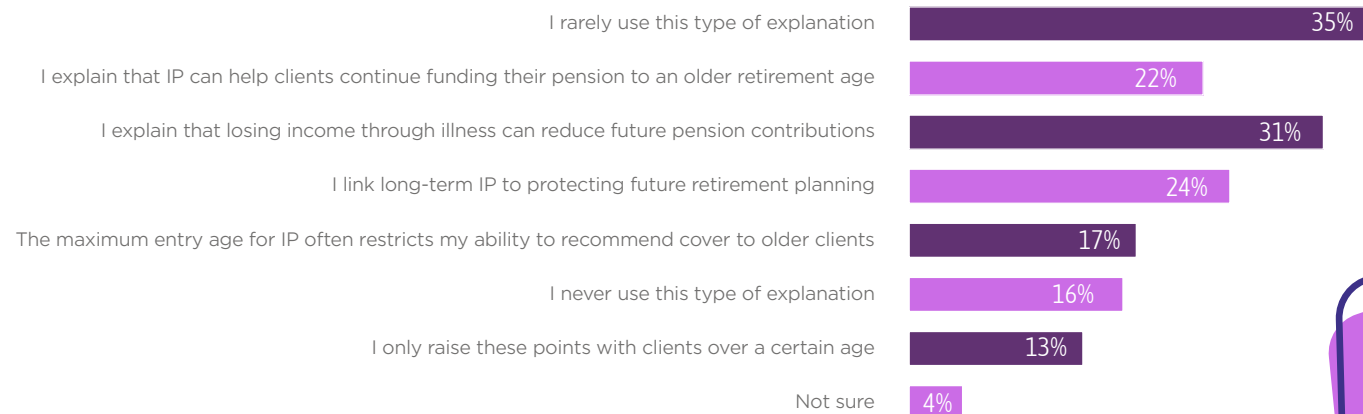 I rarely use this type of explanation 35%
I explain that IP can help clients continue funding their pension to an older retirement age 22%
I explain that losing income through illness can reduce future pension contributions 31%
I link long-term IP to protecting future retirement planning 24%
The maximum entry age for IP often restricts my ability to recommend cover to older clients 17%
I never use this type of explanation 16%
I only raise these points with clients over a certain age 13%
Not sure 4%